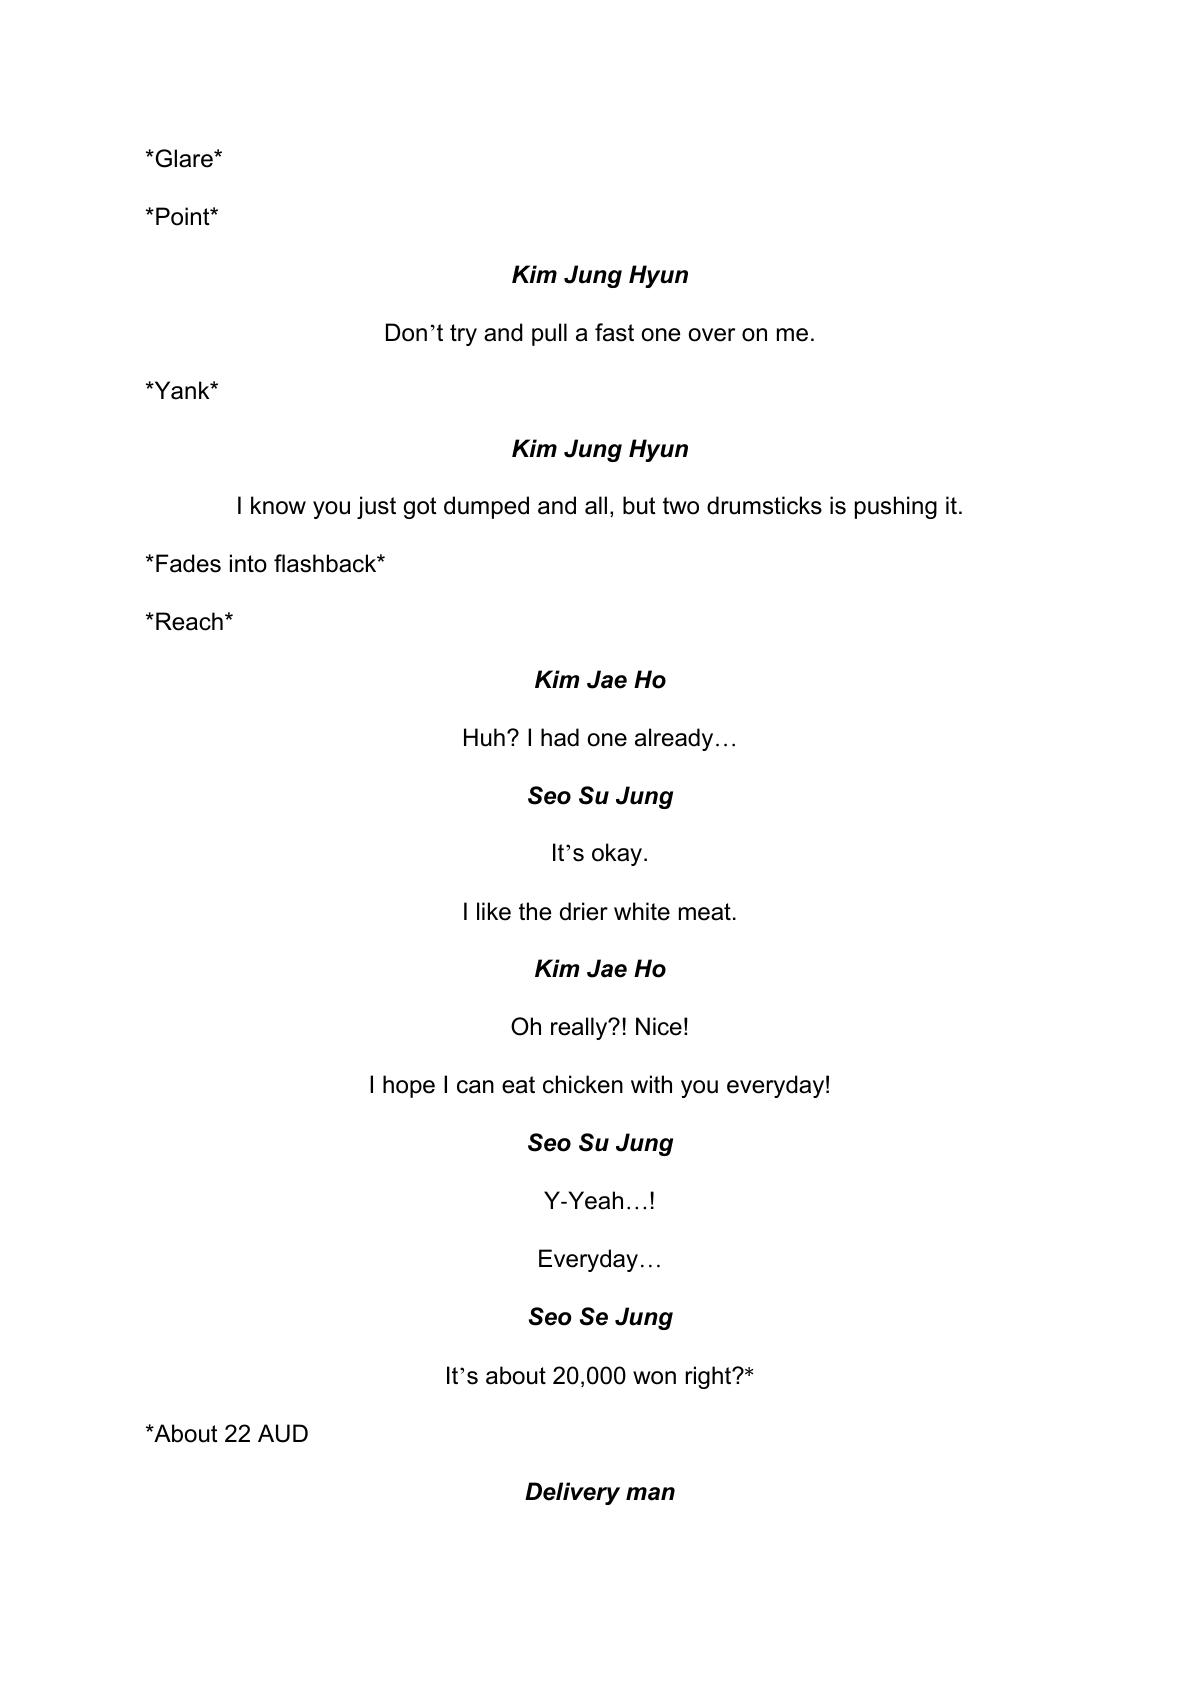 *Glare*
*Point*
Kim Jung Hyun
Don’t try and pull a fast one over on me.
*Yank*
Kim Jung Hyun
I know you just got dumped and all, but two drumsticks is pushing it.
*Fades into flashback*
*Reach*
Kim Jae Ho
Huh? I had one already…
Seo Su Jung
It’s okay.
I like the drier white meat.
Kim Jae Ho
Oh really?! Nice!
I hope I can eat chicken with you everyday!
Seo Su Jung
Y-Yeah…!
Everyday…
Seo Se Jung
It’s about 20,000 won right?*
*About 22 AUD
Delivery man